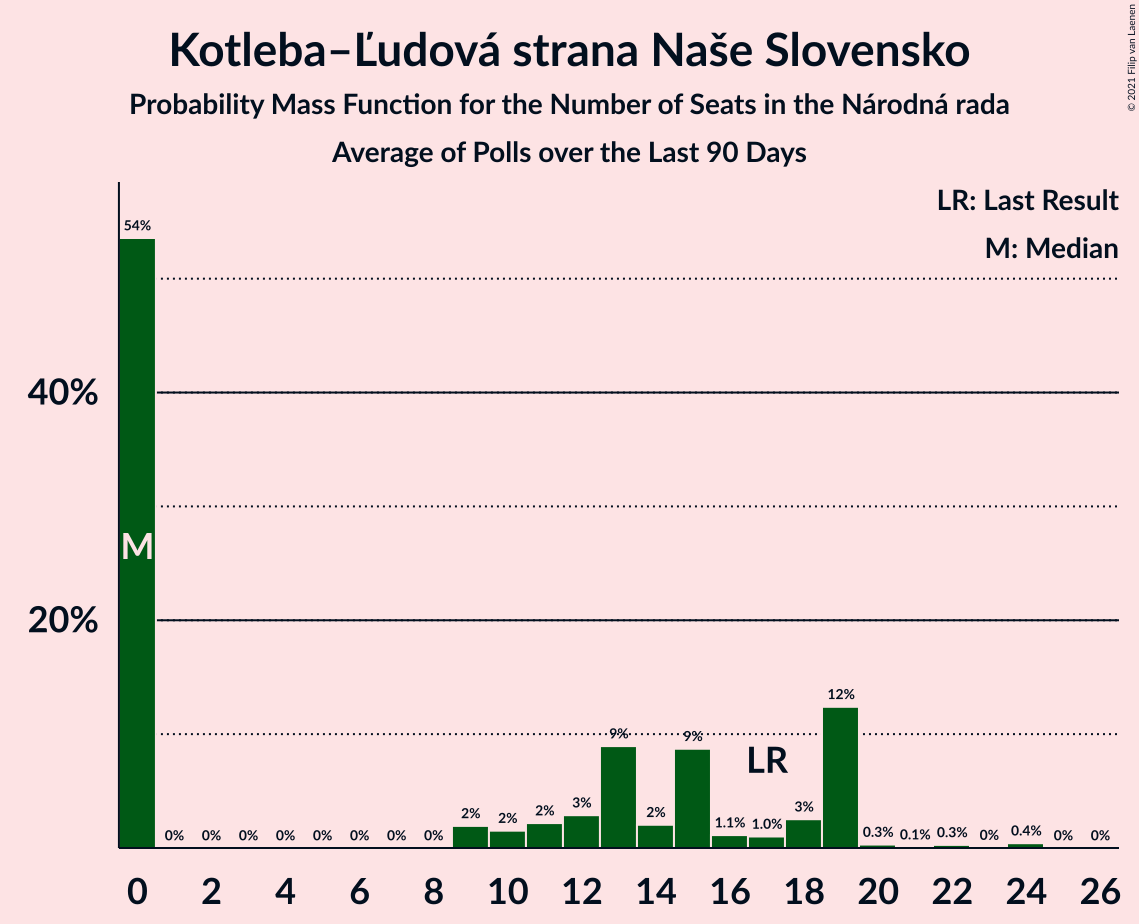 Kotleba–Ľudová strana Naše Slovensko
Probability Mass Function for the Number of Seats in the Národná rada
Average of Polls over the Last 90 Days
© 2021 Filip van Laenen
LR: Last Result
M: Median
54%
40%
M
20%
12%
9%
9%
LR
0% 0% 0% 0% 0% 0% 0% 0% 2% 2% 2% 3% 2% 1.1% 1.0% 3% 0.3% 0.1% 0.3% 0% 0.4% 0% 0%
0 2 4 6 8 10 12 14 16 18 20 22 24 26